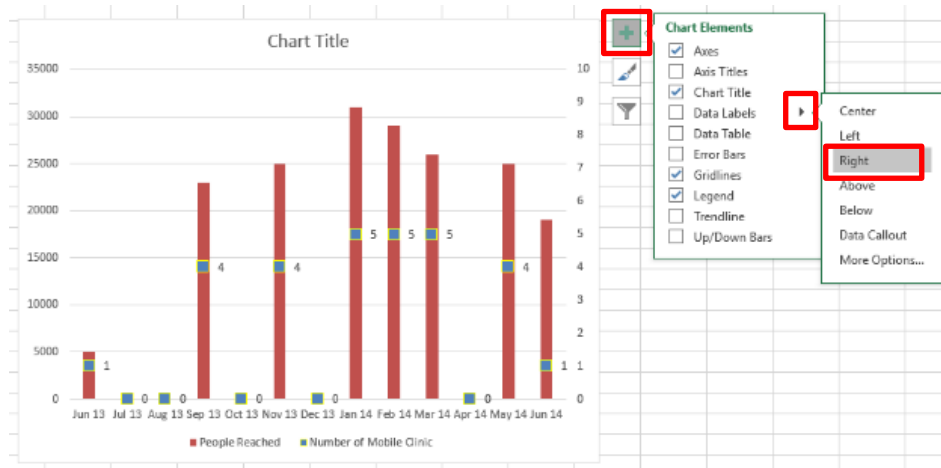 Chart Title
35000
30000
25000
20000
15000
10000
5000
0
10
9
8
7
6
5
4
3
2
1
0
1
0
0
4
0
4
0
5
5
5
0
4
1
Jun 13 Jul 13 Aug 13 Sep 13 Oct 13 Nov 13 Dec 13 Jan 14 Feb 14 Mar 14 Apr 14 May 14 Jun 14
People Reached Number of Mobile Clinic
Chart Elements
Axes
Axis Titles
Chart Title
Data Labels
Data Table
Error Bars
Gridlines
Legend
Trendline
Up/Down Bars
Center
Left
Right
Above
Below
Data Callout
More Options...